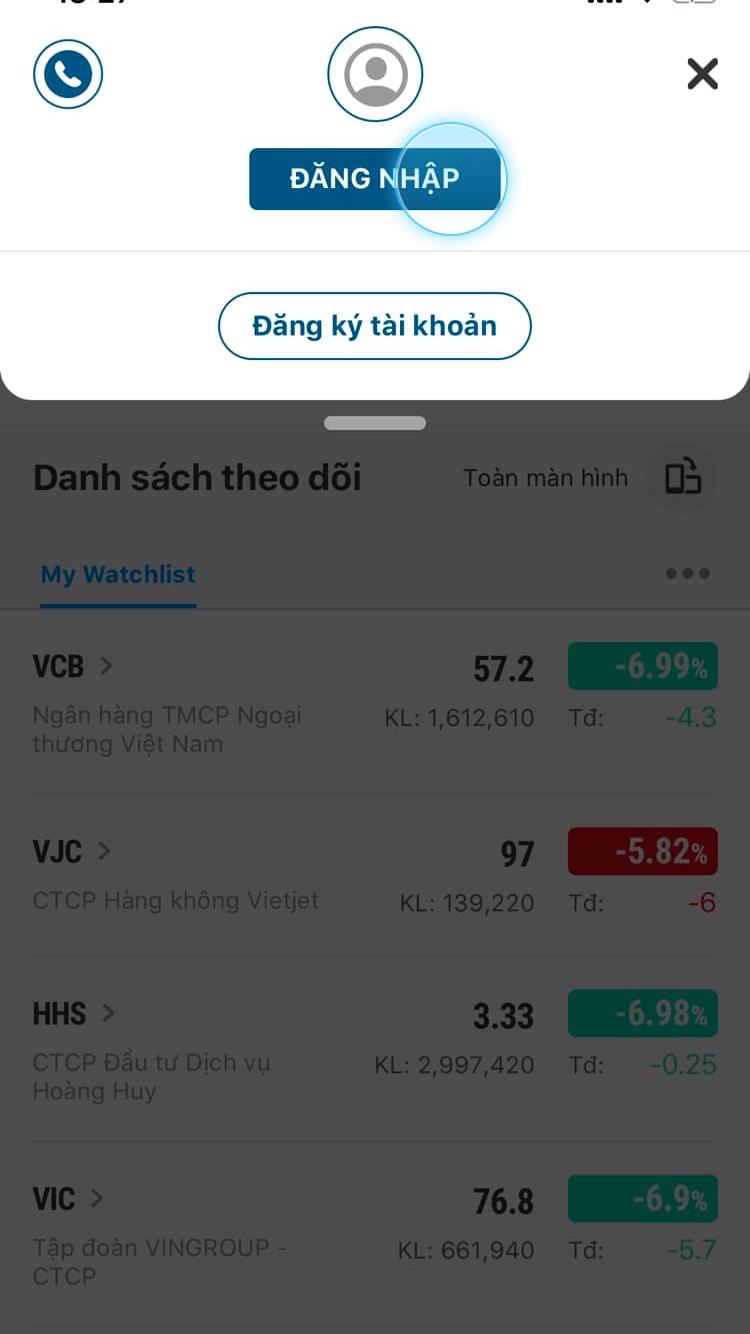 ĐĂNG NHẬP
Đăng ký tài khoản
Danh sách theo dõi
Toàn màn hình
My Watchlist
VCB
57.2
-6.99%
Ngân hàng TMCP Ngoại
thương Việt Nam
KL: 1,612,610
Tđ:
-4.3
VJC
97
-5.82%
CTCP Hàng không Vietjet
KL: 139,220
Tđ:
-6
HHS
3.33
-6.98%
CTCP Đầu tư Dịch vụ
Hoàng Huy
KL: 2,997,420
Tđ:
-0.25
VIC
76.8
-6.9%
Tập đoàn VINGROUP -
CTCP
KL: 661,940
Tđ:
-5.7